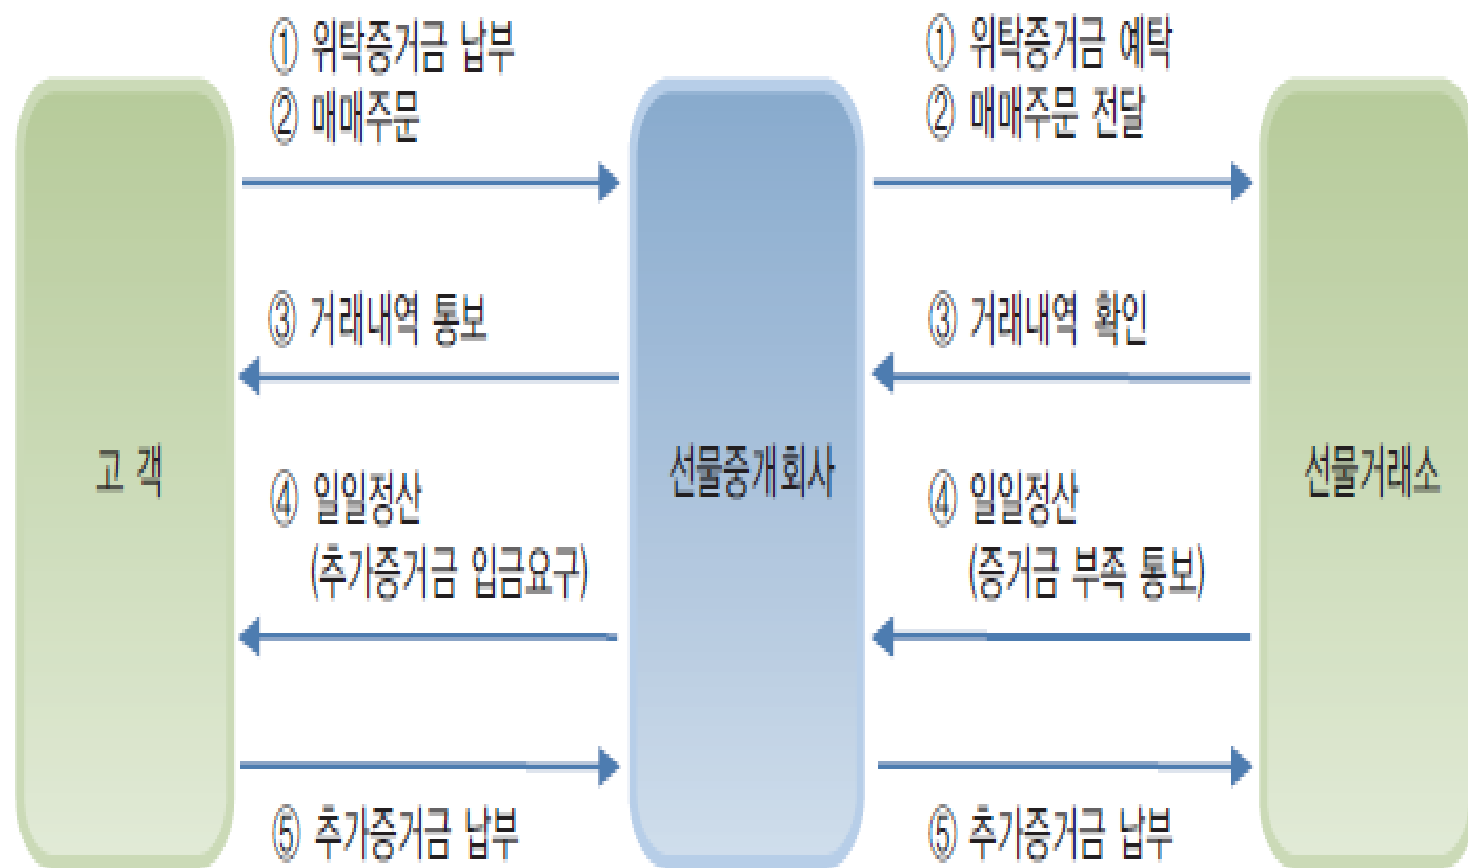 ① 위탁증거금 납부
② 매매주문
① 위탁증거금 예탁
② 매매주문 전달
③ 거래내역 통보
③ 거래내역 확인
고 객
선물중개회사
선물거래소
④ 일일정산
(추가증거금 입금요구)
④ 일일정산
(증거금 부족 통보)
⑤ 추가증거금 납부
⑤ 추가증거금 납부